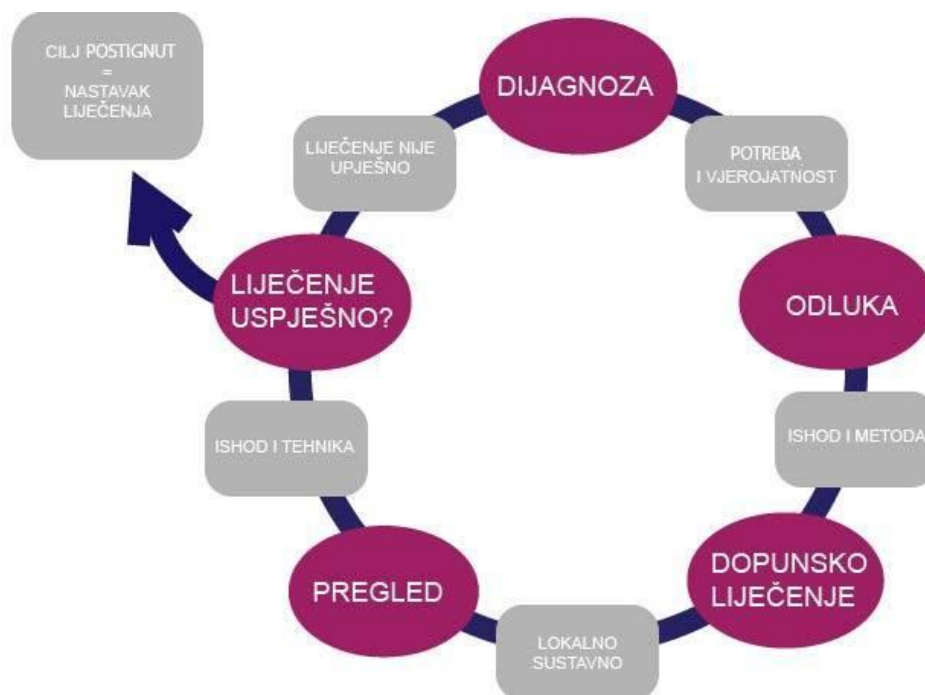 CILJ POSTIGNUT
=
NASTAVAK
LIJEČENJA
DIJAGNOZA
LIJEČENJE NIJE
UPJEŠNO
POTREBA
I VJEROJATNOST
LIJEČENJE
USPJEŠNO?
ODLUKA
ISHOD I TEHNIKA
ISHOD I METODA
PREGLED
DOPUNSKO
LIJEČENJE
LOKALNO
SUSTAVNO